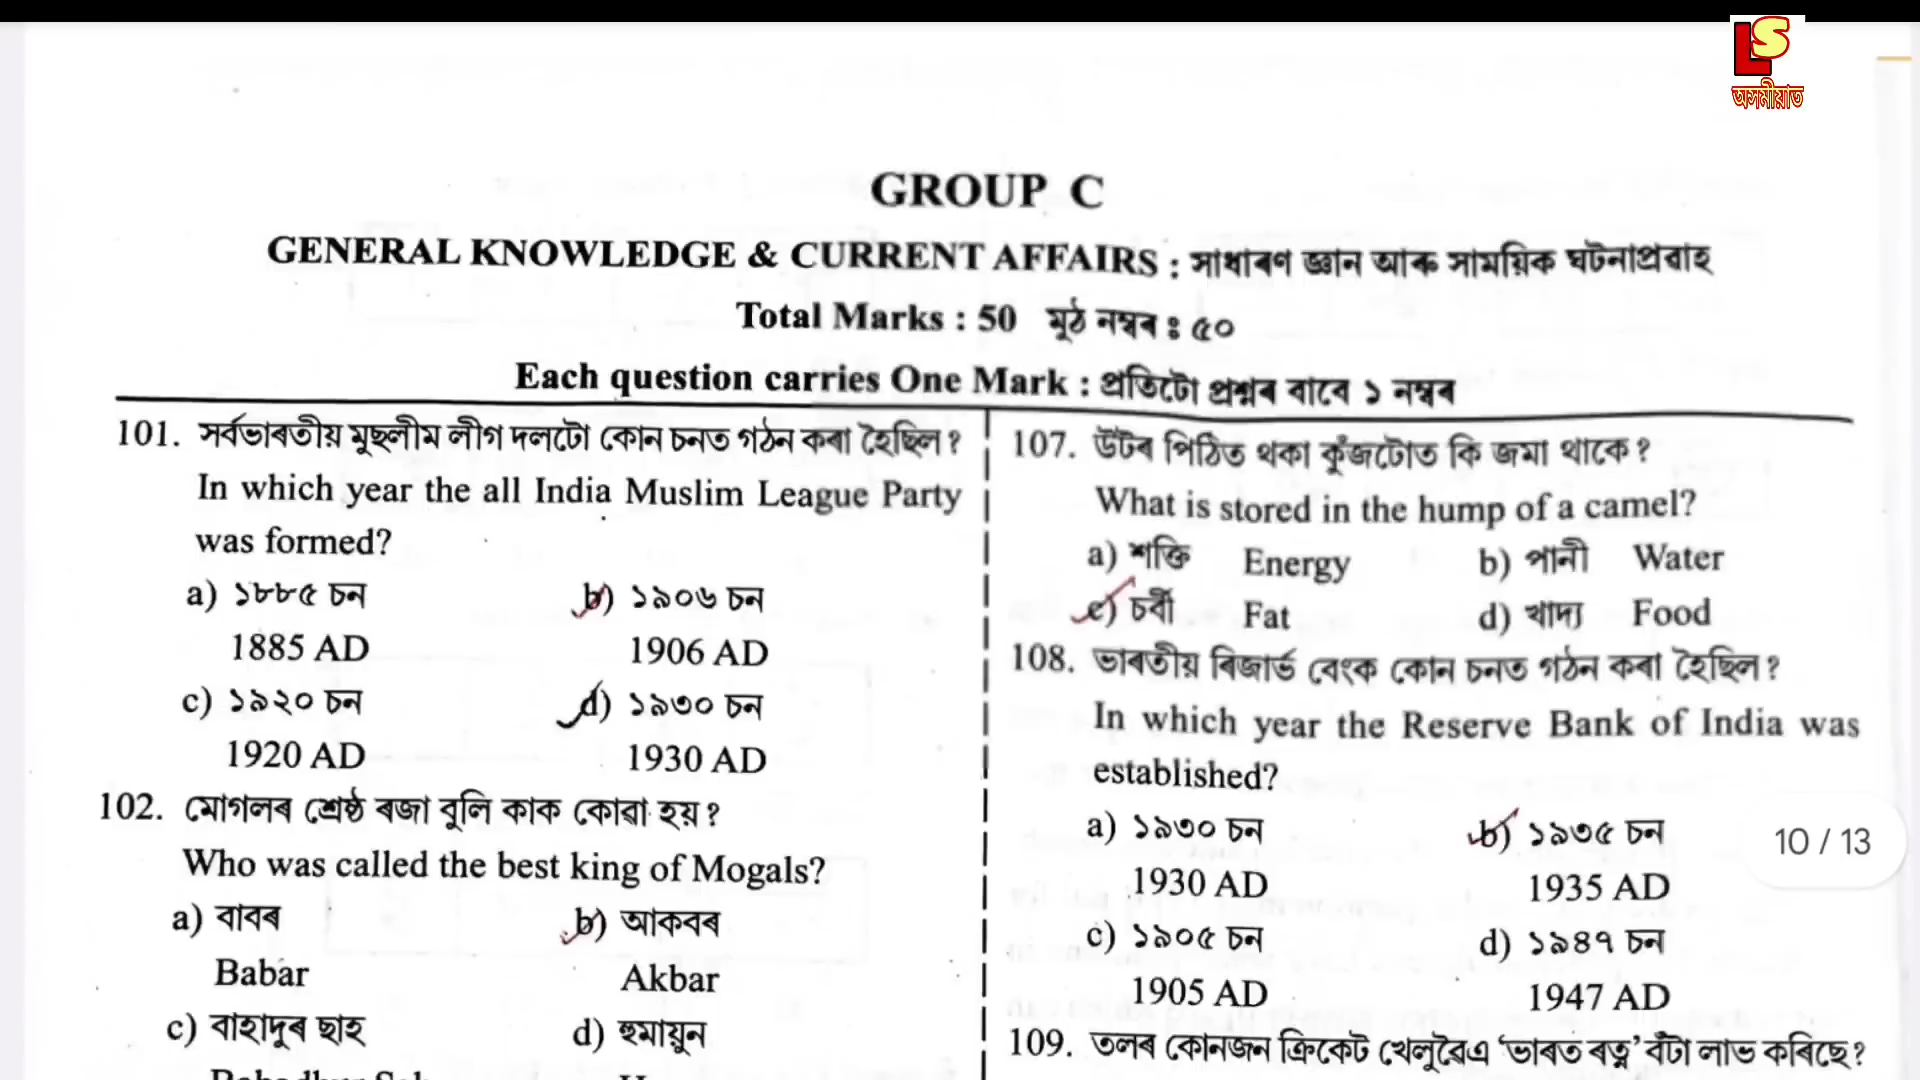 LS
অসমীয়াত
GROUP C
GENERAL KNOWLEDGE & CURRENT AFFAIRS : সাধাৰণ জ্ঞান আৰু সাময়িক ঘটনাপ্ৰবাহ
Total Marks : 50 মুঠ নম্বৰ ঃ ৫০
Each question carries One Mark : প্ৰতিটো প্ৰশ্নৰ বাবে ১ নম্বৰ
101. সৰ্বভাৰতীয় মুছলীম লীগ দলটো কোন চনত গঠন কৰা হৈছিল?
In which year the all India Muslim League Party
was formed?
a) ১৮৮৫ চন b) ১৯০৬ চন
1885 AD 1906 AD
c) ১৯২০ চন d) ১৯৩০ চন
1920 AD 1930 AD
102. মোগলৰ শ্ৰেষ্ঠ ৰজা বুলি কাক কোৱা হয়?
Who was called the best king of Mogals?
a) বাবৰ b) আকবৰ
Babar Akbar
c) বাহাদুৰ ছাহ d) হুমায়ুন
107. উটৰ পিঠিত থকা কুঁজটোত কি জমা থাকে?
What is stored in the hump of a camel?
a) শক্তি Energy b) পানী Water
c) চৰ্বী Fat d) খাদ্য Food
108. ভাৰতীয় ৰিজাৰ্ভ বেংক কোন চনত গঠন কৰা হৈছিল?
In which year the Reserve Bank of India was
established?
a) ১৯৩০ চন b) ১৯৩৫ চন
1930 AD 1935 AD
c) ১৯০৫ চন d) ১৯৪৭ চন
1905 AD 1947 AD
109. তলৰ কোনজন ক্ৰিকেট খেলুৱৈএ ‘ভাৰত ৰত্ন’ বঁটা লাভ কৰিছে?
10 / 13